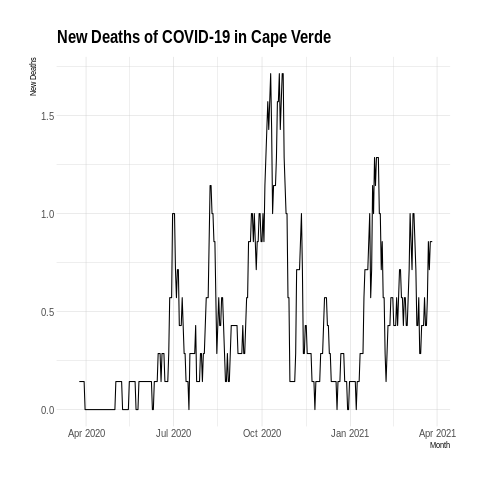 New Deaths of COVID-19 in Cape Verde
New Deaths
1.5
1.0
0.5
0.0
Apr 2020 Jul 2020 Oct 2020 Jan 2021 Apr 2021
Month